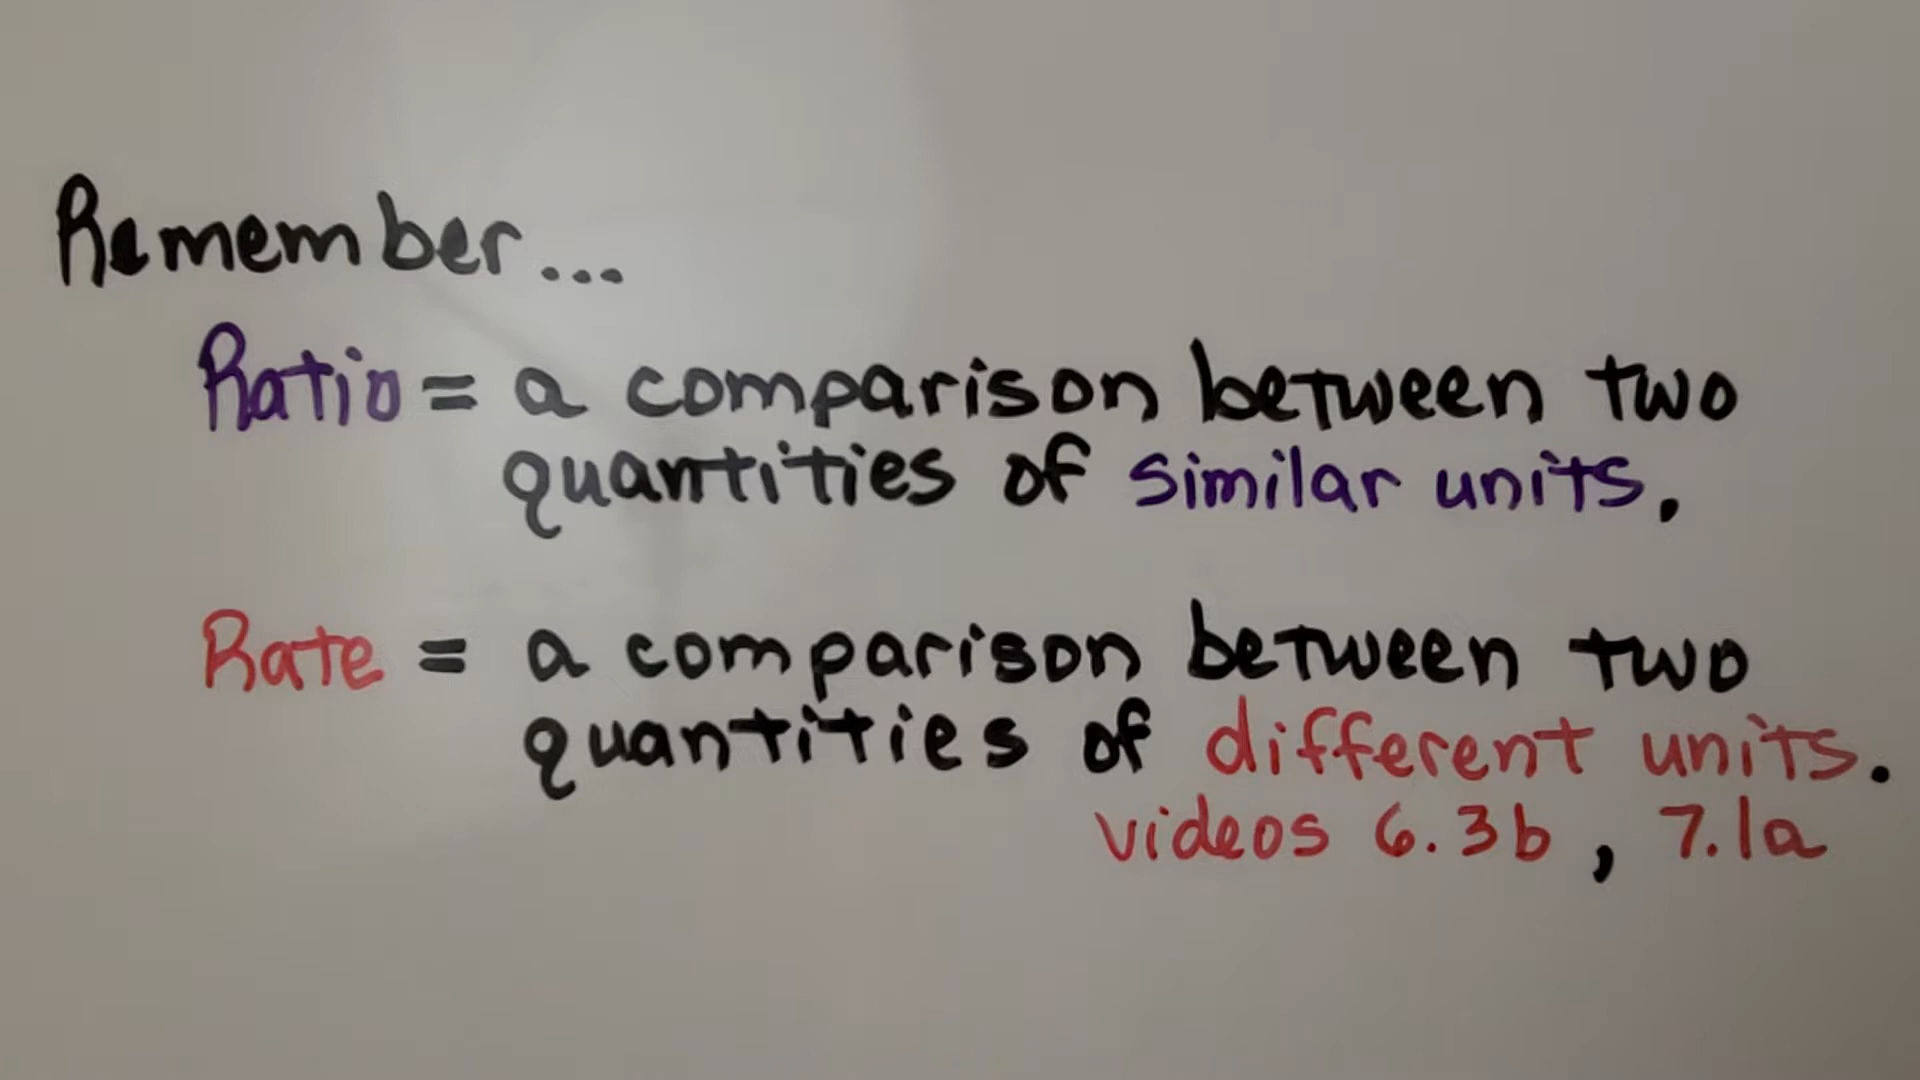 Remember...
Ratio = a comparison between two
quantities of similar units.
Rate = a comparison between two
quantities of different units.
videos 6.3b, 7.1a